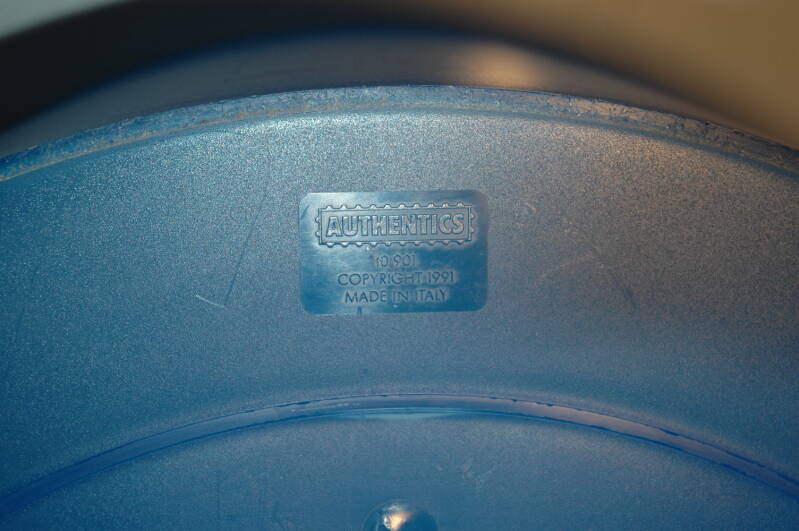 AUTHENTICS
10 901
COPYRIGHT 1991
MADE IN ITALY